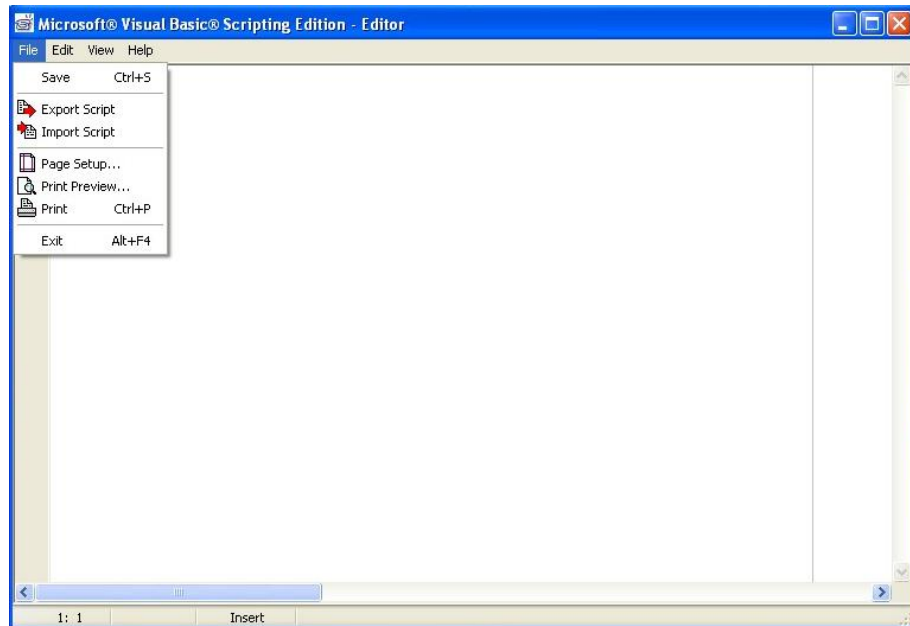 Microsoft® Visual Basic® Scripting Edition - Editor
File Edit View Help
Save Ctrl+S
Export Script
Import Script
Page Setup...
Print Preview...
Print Ctrl+P
Exit Alt+F4
1: 1 Insert